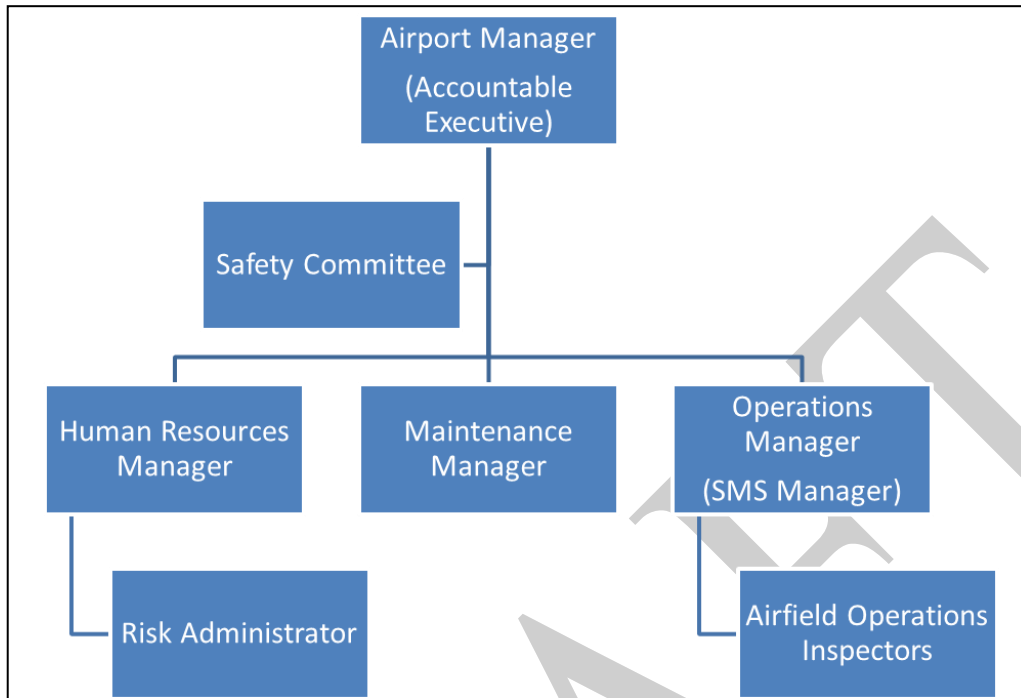 Airport Manager
(Accountable
Executive)
Safety Committee
Human Resources
Manager
Maintenance
Manager
Operations
Manager
(SMS Manager)
Risk Administrator
Airfield Operations
Inspectors